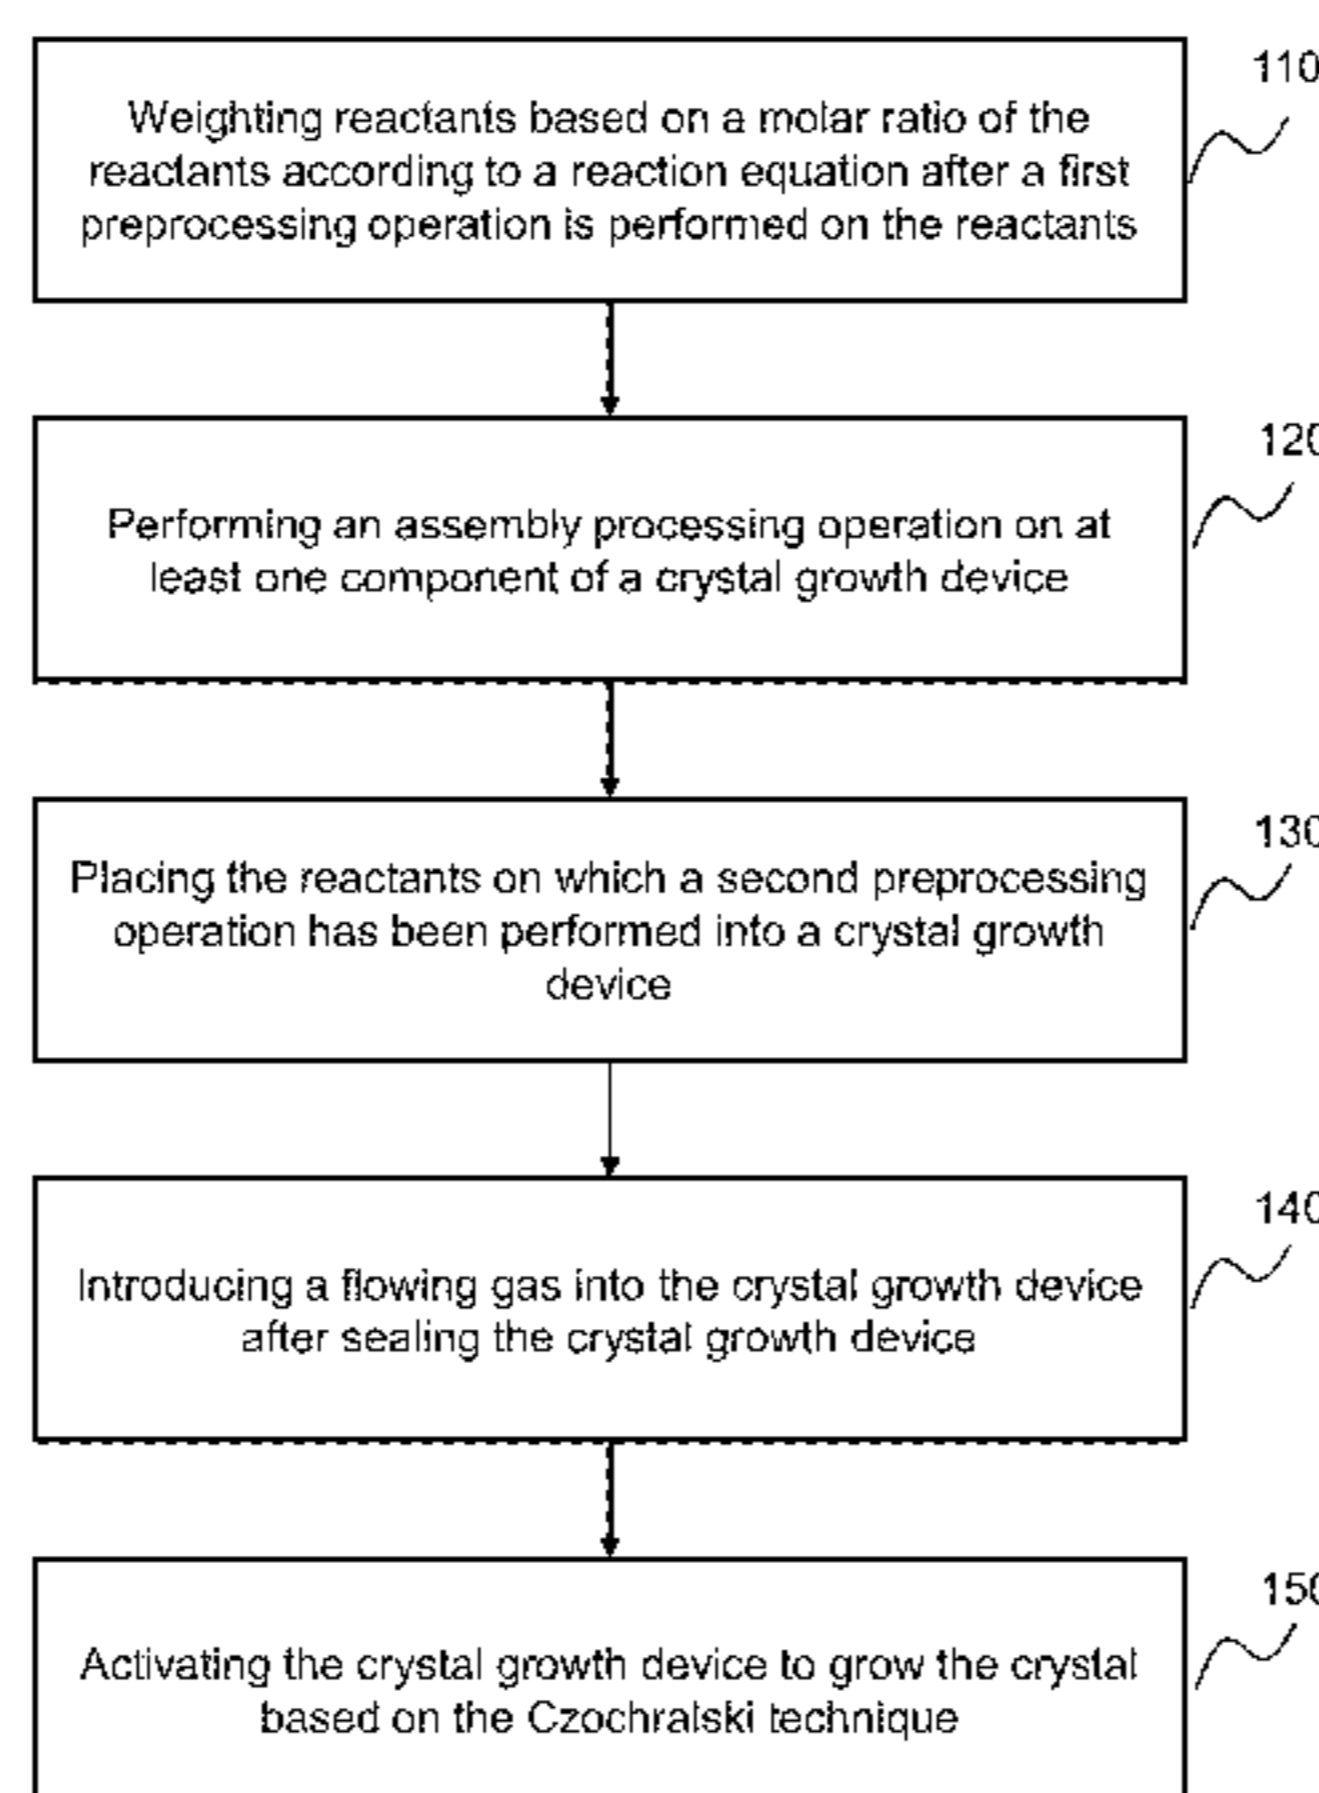 110
Weighting reactants based on a molar ratio of the
reactants according to a reaction equation after a first
preprocessing operation is performed on the reactants
120
Performing an assembly processing operation on at
least one component of a crystal growth device
130
Placing the reactants on which a second preprocessing
operation has been performed into a crystal growth
device
140
Introducing a flowing gas into the crystal growth device
after sealing the crystal growth device
150
Activating the crystal growth device to grow the crystal
based on the Czochralski technique